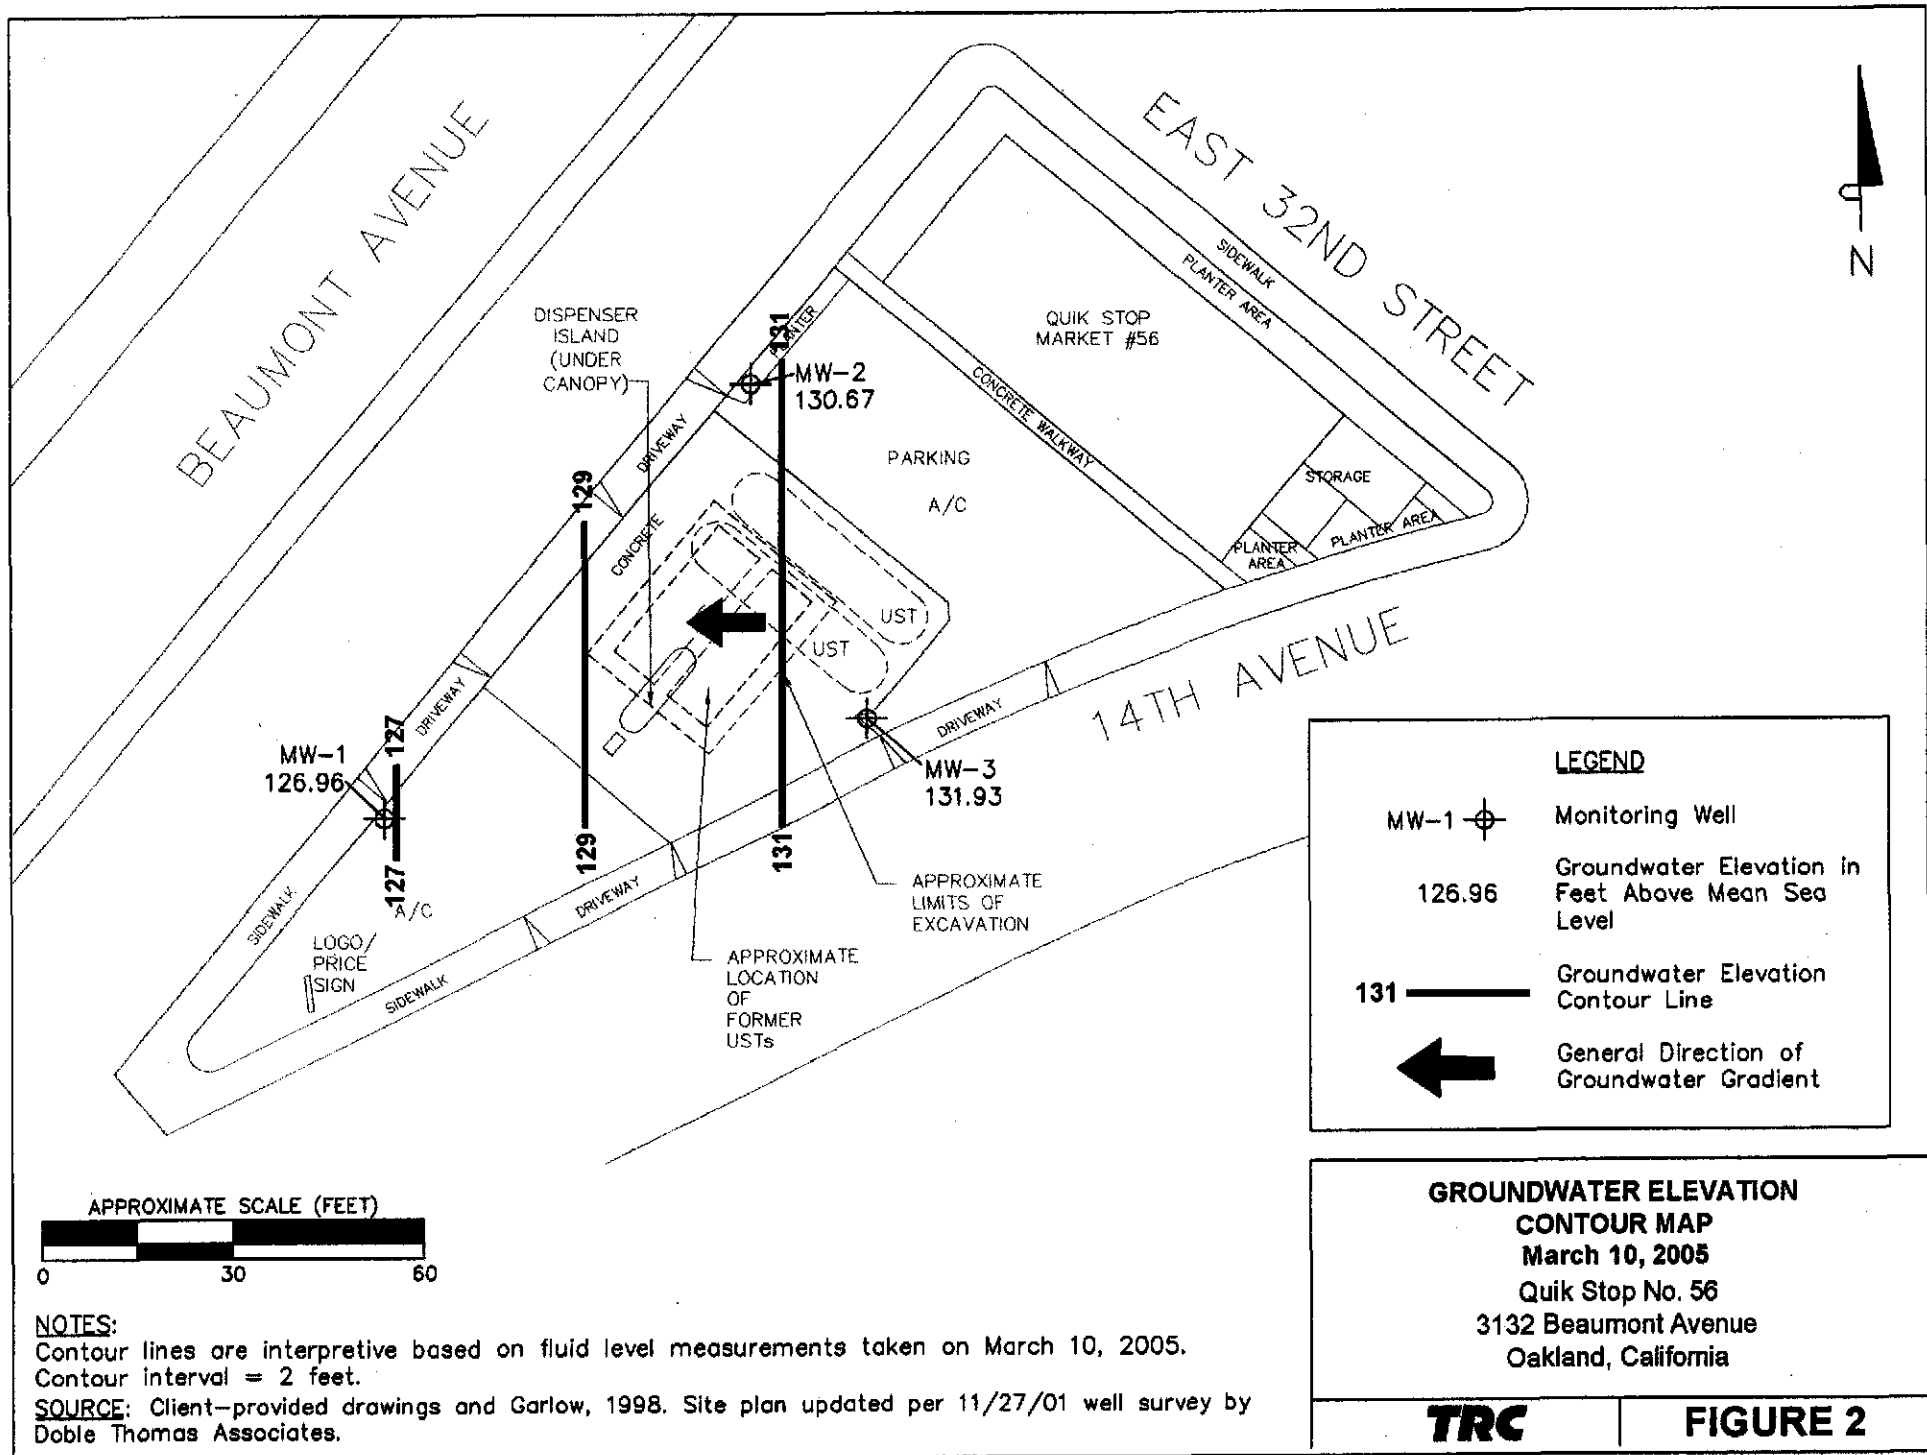 BEAUMONT AVENUE
EAST 32ND STREET
N
DISPENSER
ISLAND
(UNDER
CANOPY)
131
PLANTER
MW-2
130.67
QUIK STOP
MARKET #56
SIDEWALK
PLANTER AREA
CONCRETE WALKWAY
DRIVEWAY
PARKING
A/C
STORAGE
PLANTER AREA
PLANTER
AREA
129
CONCRETE
UST
UST
14TH AVENUE
DRIVEWAY
DRIVEWAY
MW-1
126.96
127
MW-3
131.93
127
A/C
129
131
DRIVEWAY
SIDEWALK
LOGO/
PRICE
SIGN
SIDEWALK
APPROXIMATE
LIMITS OF
EXCAVATION
APPROXIMATE
LOCATION
OF
FORMER
USTs
LEGEND
MW-1
Monitoring Well
126.96
Groundwater Elevation in
Feet Above Mean Sea
Level
131
Groundwater Elevation
Contour Line
General Direction of
Groundwater Gradient
APPROXIMATE SCALE (FEET)
0 30 60
NOTES:
Contour lines are interpretive based on fluid level measurements taken on March 10, 2005.
Contour interval = 2 feet.
SOURCE: Client-provided drawings and Garlow, 1998. Site plan updated per 11/27/01 well survey by
Doble Thomas Associates.
GROUNDWATER ELEVATION
CONTOUR MAP
March 10, 2005
Quik Stop No. 56
3132 Beaumont Avenue
Oakland, California
TRC
FIGURE 2